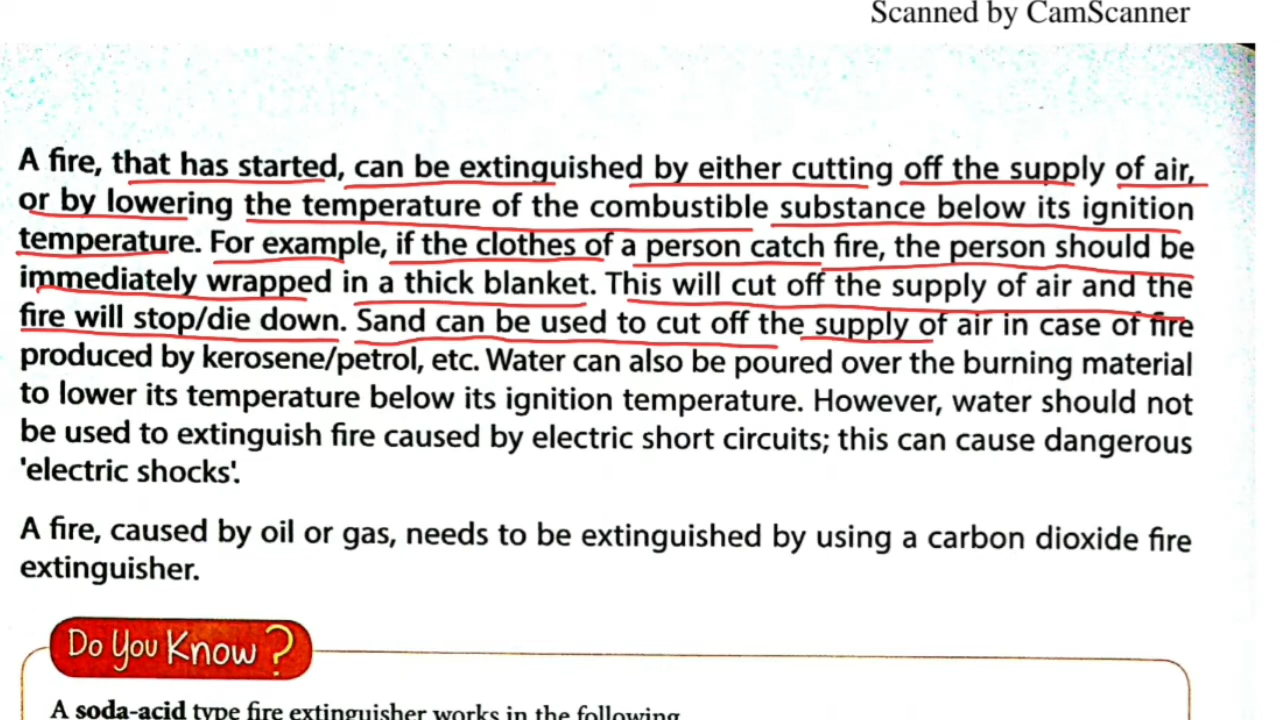 Scanned by CamScanner
A fire, that has started, can be extinguished by either cutting off the supply of air,
or by lowering the temperature of the combustible substance below its ignition
temperature. For example, if the clothes of a person catch fire, the person should be
immediately wrapped in a thick blanket. This will cut off the supply of air and the
fire will stop/die down. Sand can be used to cut off the supply of air in case of fire
produced by kerosene/petrol, etc. Water can also be poured over the burning material
to lower its temperature below its ignition temperature. However, water should not
be used to extinguish fire caused by electric short circuits; this can cause dangerous
'electric shocks'.
A fire, caused by oil or gas, needs to be extinguished by using a carbon dioxide fire
extinguisher.
Do You Know ?
A soda-acid type fire extinguisher works in the following